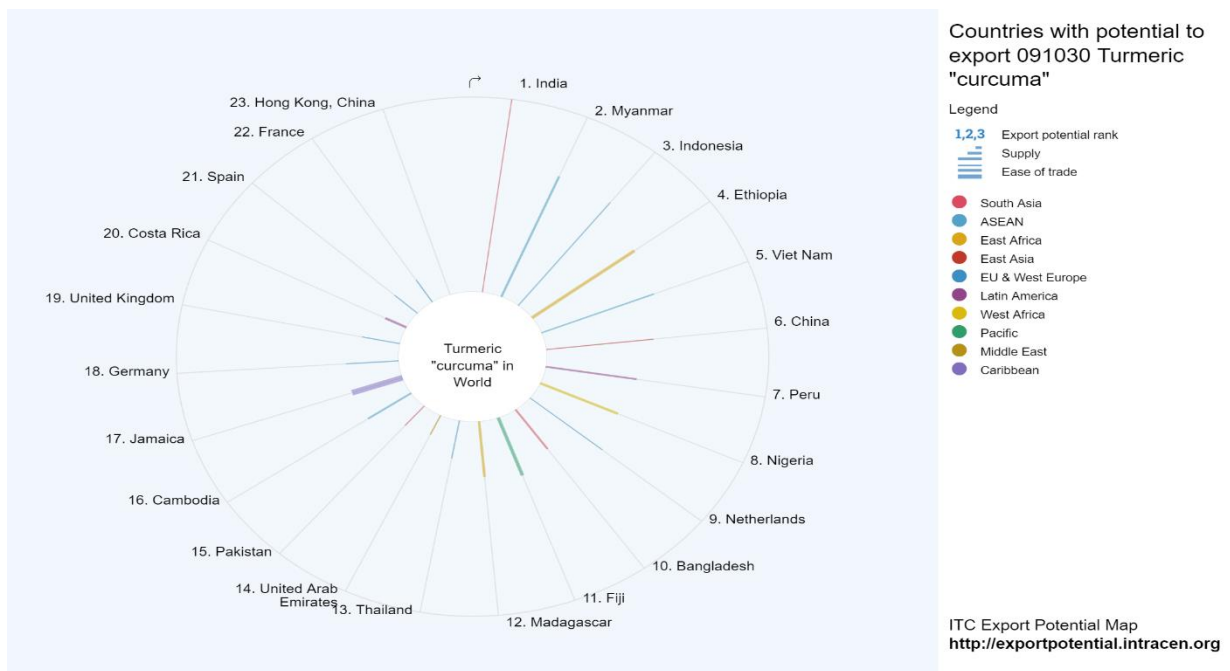 1. India
2. Myanmar
3. Indonesia
4. Ethiopia
5. Viet Nam
6. China
7. Peru
8. Nigeria
9. Netherlands
10. Bangladesh
11. Fiji
12. Madagascar
13. Thailand
14. United Arab
Emirates
15. Pakistan
16. Cambodia
17. Jamaica
18. Germany
19. United Kingdom
20. Costa Rica
21. Spain
22. France
23. Hong Kong, China
Turmeric
"curcuma" in
World
Countries with potential to
export 091030 Turmeric
"curcuma"
Legend
1,2,3 Export potential rank
Supply
Ease of trade
South Asia
ASEAN
East Africa
East Asia
EU & West Europe
Latin America
West Africa
Pacific
Middle East
Caribbean
ITC Export Potential Map
http://exportpotential.intracen.org